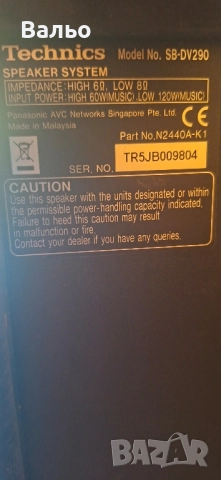 Вальо
Technics Model No. SB-DV290
SPEAKER SYSTEM
IMPEDANCE:HIGH 6Ω, LOW 8Ω
INPUT POWER: HIGH 60W(MUSIC), LOW 120W(MUSIC)
Panasonic AVC Networks Singapore Pte. Ltd.
Made in Malaysia
CE
Part No,N2440A-K1
SER. NO. TR5JB009804
CAUTION
Use this speaker with the units designated or within
the permissible power-handling capacity indicated.
Failure to heed this caution may result
in malfunction or fire.
Contact your dealer if you have any queries.
bazar.bg